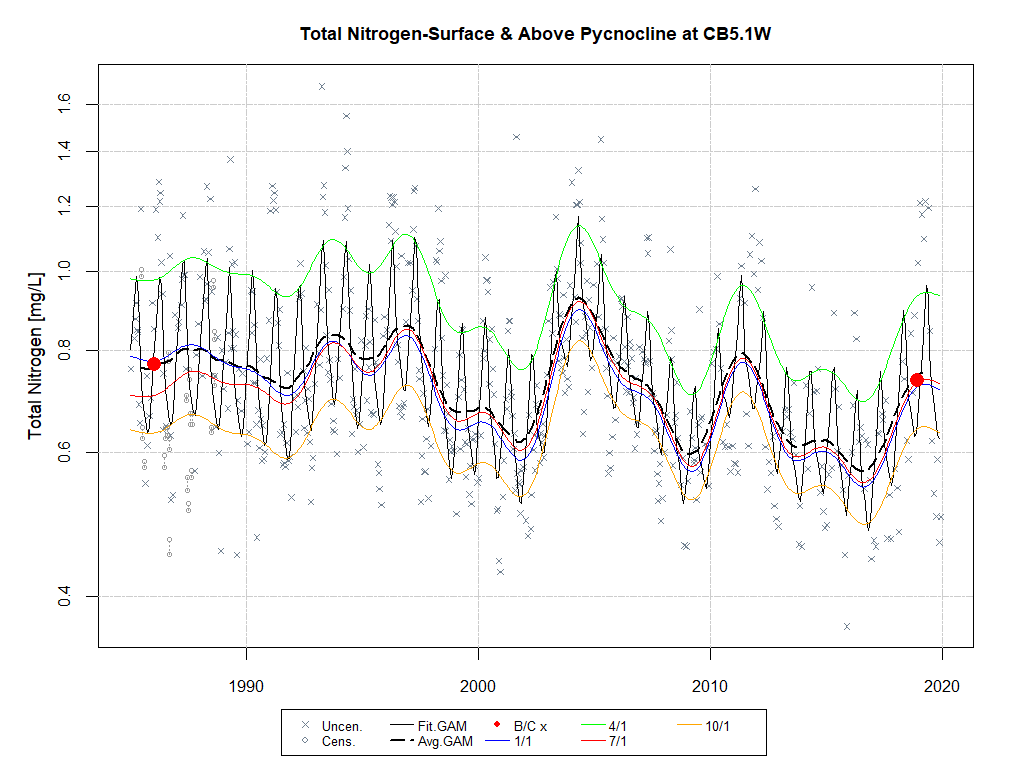 Total Nitrogen-Surface & Above Pycnocline at CB5.1W
Total Nitrogen [mg/L]
1.6
1.4
1.2
1.0
0.8
0.6
0.4
1990 2000 2010 2020
Uncen. Fit.GAM B/C x 4/1 10/1
Cens. Avg.GAM 1/1 7/1